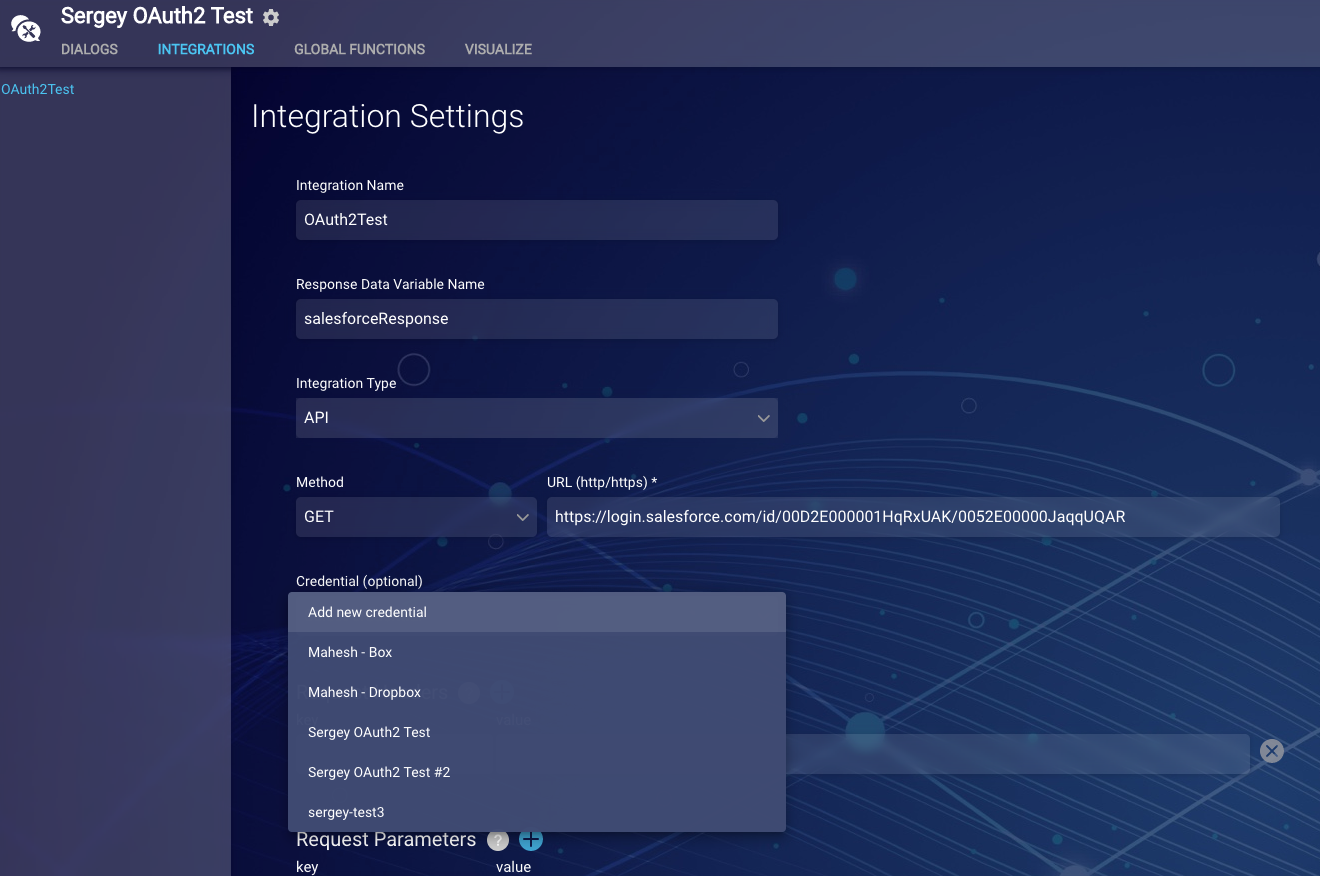 Sergey OAuth2 Test
DIALOGS INTEGRATIONS GLOBAL FUNCTIONS VISUALIZE
OAuth2Test
Integration Settings
Integration Name
OAuth2Test
Response Data Variable Name
salesforceResponse
Integration Type
API
Method URL (http/https) *
GET https://login.salesforce.com/id/00D2E000001HqRxUAK/0052E00000JaqqUQAR
Credential (optional)
Add new credential
Mahesh - Box
Mahesh - Dropbox
value
Sergey OAuth2 Test
Sergey OAuth2 Test #2
sergey-test3
Request Parameters ?
key value